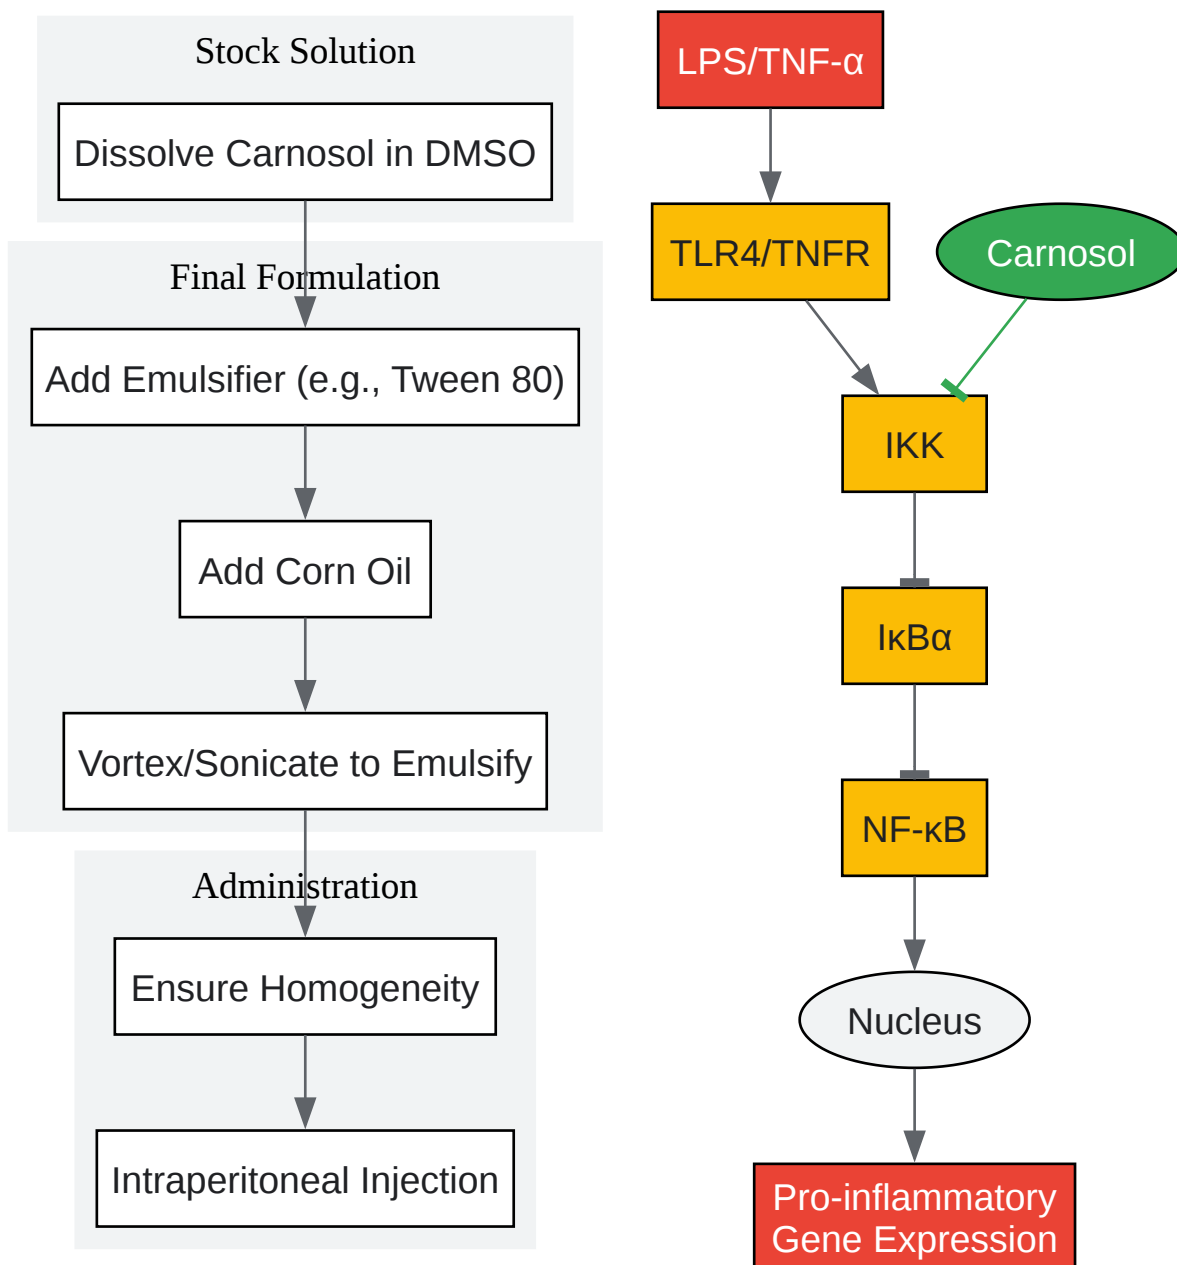 Stock Solution
Dissolve Carnosol in DMSO
Final Formulation
Add Emulsifier (e.g., Tween 80)
Add Corn Oil
Vortex/Sonicate to Emulsify
Administration
Ensure Homogeneity
Intraperitoneal Injection
LPS/TNF-α
TLR4/TNFR
Carnosol
IKK
IκBα
NF-κB
Nucleus
Pro-inflammatory
Gene Expression